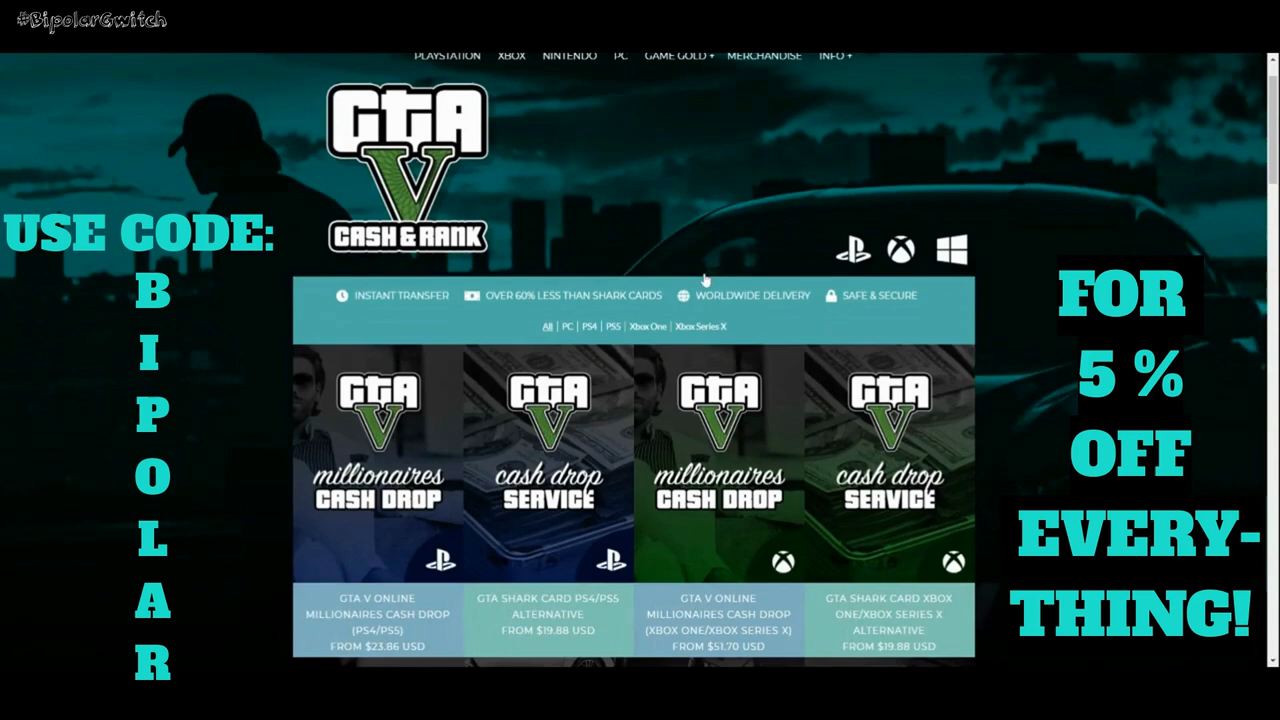 #BipolarGwitch
PLAYSTATION XBOX NINTENDO PC GAME GOLD + MERCHANDISE INFO +
GTA
V
CASH & RANK
USE CODE:
B
I
P
O
L
A
R
INSTANT TRANSFER OVER 60% LESS THAN SHARK CARDS WORLDWIDE DELIVERY SAFE & SECURE
All | PC | PS4 | PS5 | Xbox One | Xbox Series X
GTA
V
millionaires
CASH DROP
GTA V ONLINE
MILLIONAIRES CASH DROP
(PS4/PS5)
FROM $23.86 USD
GTA
V
cash drop
SERVICE
GTA SHARK CARD PS4/PS5
ALTERNATIVE
FROM $19.88 USD
GTA
V
millionaires
CASH DROP
GTA V ONLINE
MILLIONAIRES CASH DROP
(XBOX ONE/XBOX SERIES X)
FROM $51.70 USD
GTA
V
cash drop
SERVICE
GTA SHARK CARD XBOX
ONE/XBOX SERIES X
ALTERNATIVE
FROM $19.88 USD
FOR
5 %
OFF
EVERY-
THING!